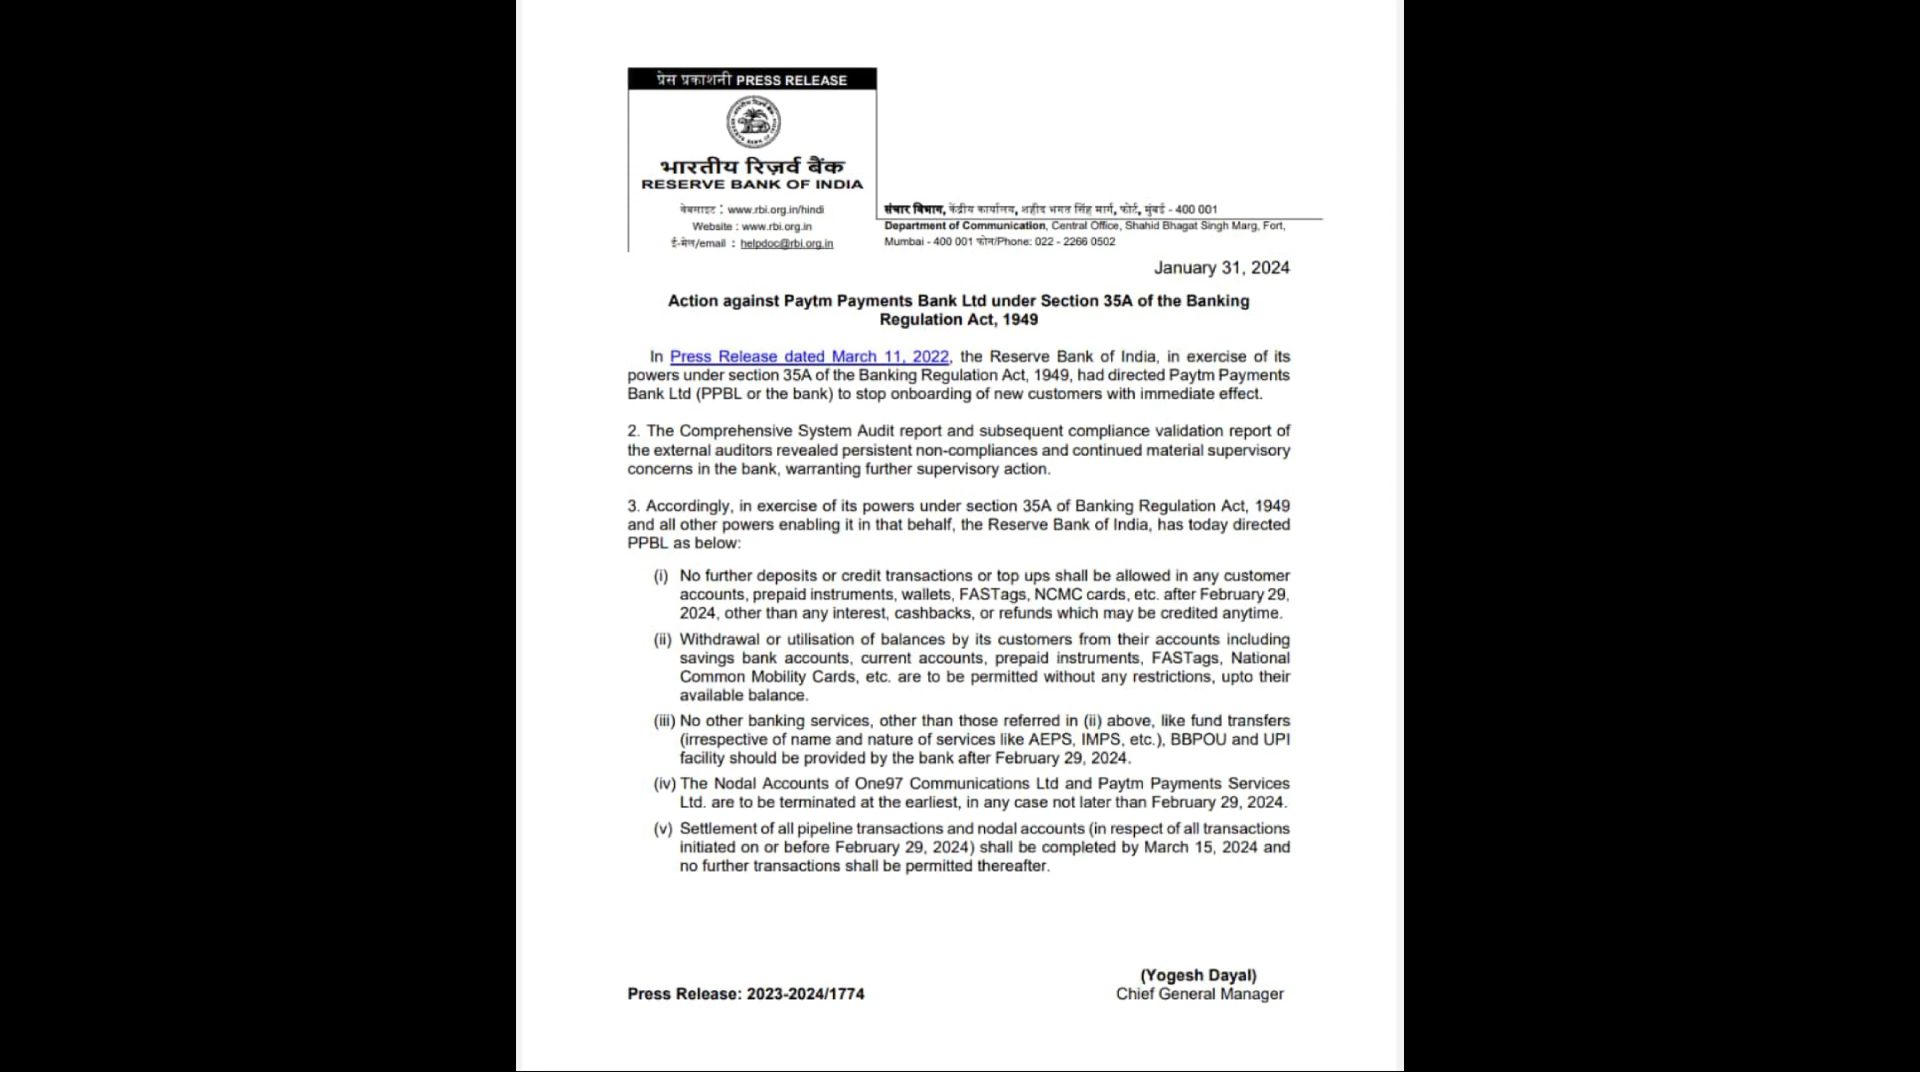 प्रेस प्रकाशनी PRESS RELEASE
भारतीय रिज़र्व बैंक
RESERVE BANK OF INDIA
वेबसाइट : www.rbi.org.in/hindi
Website : www.rbi.org.in
ई-मेल/email : helpdoc@rbi.org.in
संचार विभाग, केंद्रीय कार्यालय, शहीद भगत सिंह मार्ग, फोर्ट, मुंबई - 400 001
Department of Communication, Central Office, Shahid Bhagat Singh Marg, Fort,
Mumbai - 400 001 फोन/Phone: 022 - 2266 0502
January 31, 2024
Action against Paytm Payments Bank Ltd under Section 35A of the Banking
Regulation Act, 1949
In Press Release dated March 11, 2022, the Reserve Bank of India, in exercise of its
powers under section 35A of the Banking Regulation Act, 1949, had directed Paytm Payments
Bank Ltd (PPBL or the bank) to stop onboarding of new customers with immediate effect.
2. The Comprehensive System Audit report and subsequent compliance validation report of
the external auditors revealed persistent non-compliances and continued material supervisory
concerns in the bank, warranting further supervisory action.
3. Accordingly, in exercise of its powers under section 35A of Banking Regulation Act, 1949
and all other powers enabling it in that behalf, the Reserve Bank of India, has today directed
PPBL as below:
(i) No further deposits or credit transactions or top ups shall be allowed in any customer
accounts, prepaid instruments, wallets, FASTags, NCMC cards, etc. after February 29,
2024, other than any interest, cashbacks, or refunds which may be credited anytime.
(ii) Withdrawal or utilisation of balances by its customers from their accounts including
savings bank accounts, current accounts, prepaid instruments, FASTags, National
Common Mobility Cards, etc. are to be permitted without any restrictions, upto their
available balance.
(iii) No other banking services, other than those referred in (ii) above, like fund transfers
(irrespective of name and nature of services like AEPS, IMPS, etc.), BBPOU and UPI
facility should be provided by the bank after February 29, 2024.
(iv) The Nodal Accounts of One97 Communications Ltd and Paytm Payments Services
Ltd. are to be terminated at the earliest, in any case not later than February 29, 2024.
(v) Settlement of all pipeline transactions and nodal accounts (in respect of all transactions
initiated on or before February 29, 2024) shall be completed by March 15, 2024 and
no further transactions shall be permitted thereafter.
(Yogesh Dayal)
Press Release: 2023-2024/1774
Chief General Manager